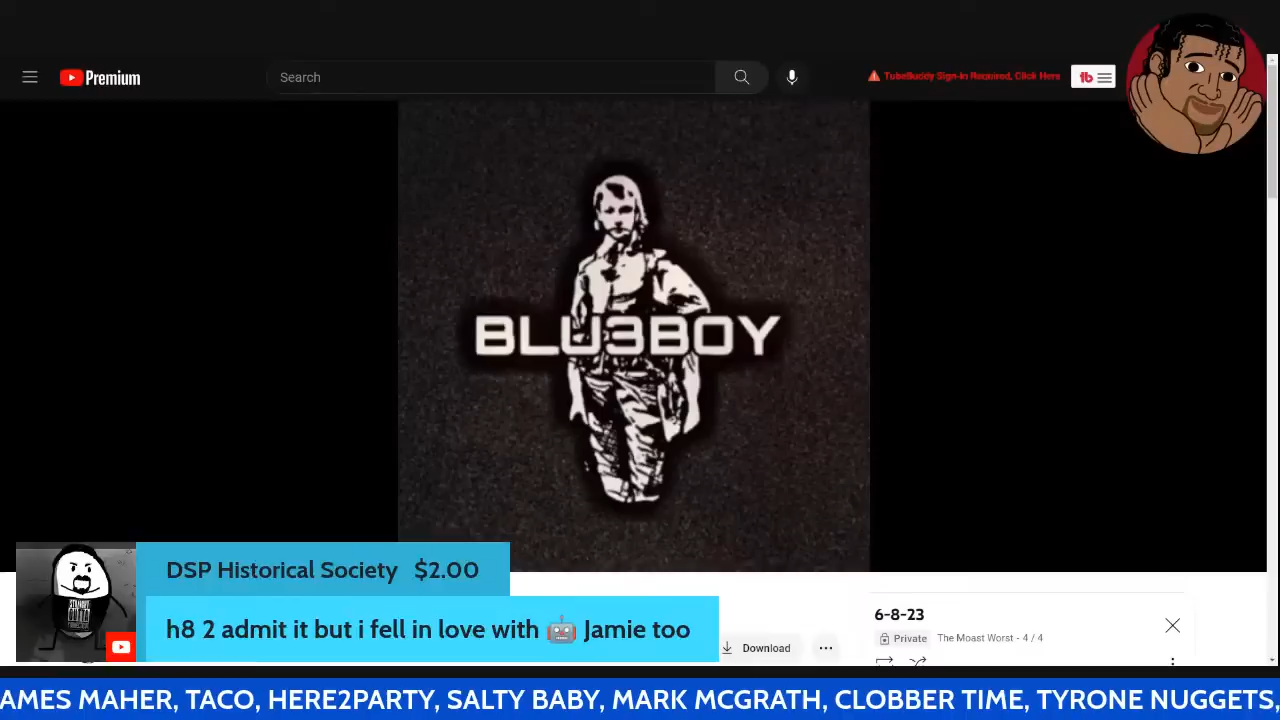 Premium
Search
TubeBuddy Sign-In Required, Click Here
tb
BLU3BOY
DSP Historical Society $2.00
h8 2 admit it but i fell in love with 🤖 Jamie too
Download
6-8-23
Private The Moast Worst - 4 / 4
AMES MAHER, TACO, HERE2PARTY, SALTY BABY, MARK MCGRATH, CLOBBER TIME, TYRONE NUGGETS,